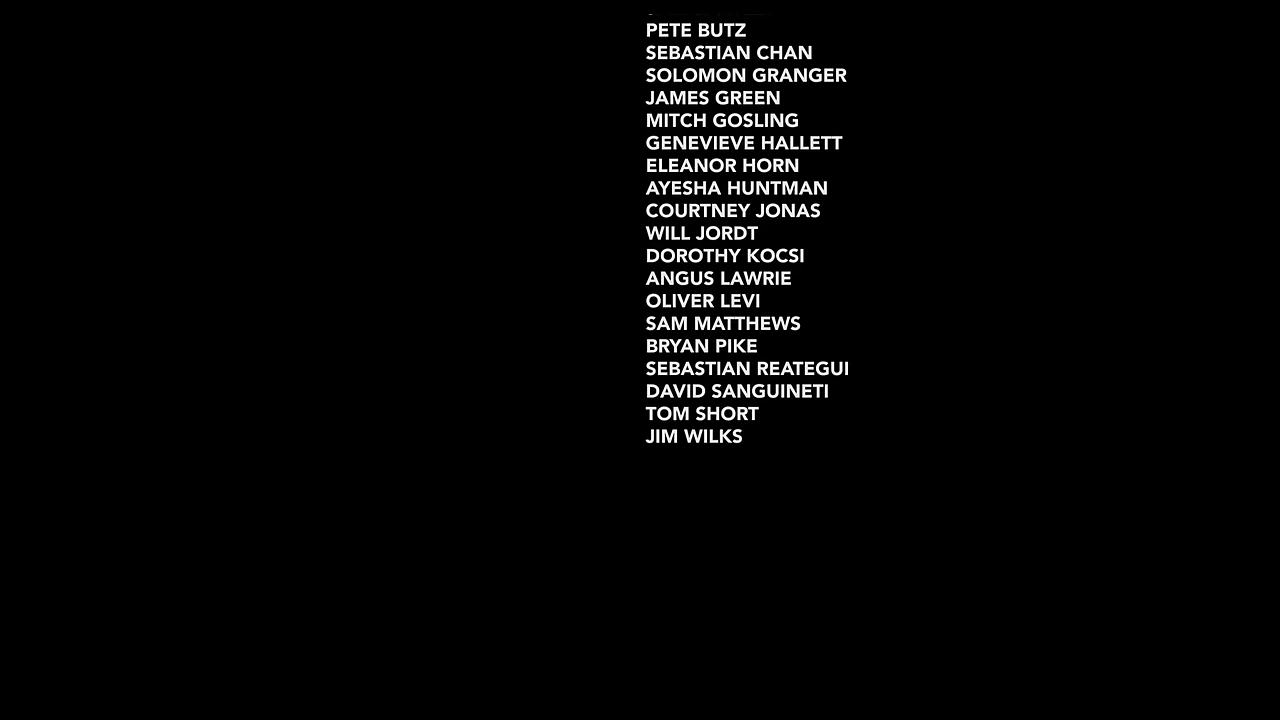 PETE BUTZ
SEBASTIAN CHAN
SOLOMON GRANGER
JAMES GREEN
MITCH GOSLING
GENEVIEVE HALLETT
ELEANOR HORN
AYESHA HUNTMAN
COURTNEY JONAS
WILL JORDT
DOROTHY KOCSI
ANGUS LAWRIE
OLIVER LEVI
SAM MATTHEWS
BRYAN PIKE
SEBASTIAN REATEGUI
DAVID SANGUINETI
TOM SHORT
JIM WILKS